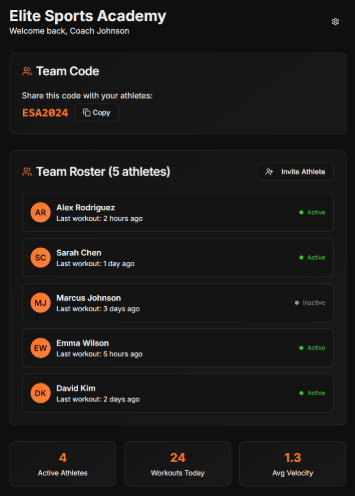 Elite Sports Academy
Welcome back, Coach Johnson
Team Code
Share this code with your athletes:
ESA2024
Copy
Team Roster (5 athletes)
Invite Athlete
AR
Alex Rodriguez
Last workout: 2 hours ago
Active
SC
Sarah Chen
Last workout: 1 day ago
Active
MJ
Marcus Johnson
Last workout: 3 days ago
Inactive
EW
Emma Wilson
Last workout: 5 hours ago
Active
DK
David Kim
Last workout: 2 days ago
Active
4
Active Athletes
24
Workouts Today
1.3
Avg Velocity